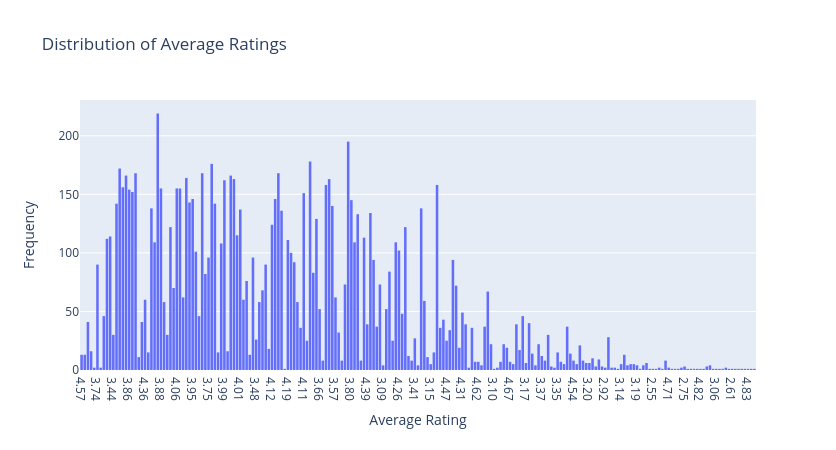 Distribution of Average Ratings
200
150
100
50
0
Frequency
4.57 3.74 3.44 3.86 4.36 3.88 4.06 3.95 3.75 3.99 4.01 3.48 4.12 4.19 4.11 3.66 3.57 3.80 4.39 3.09 4.26 3.41 3.15 4.47 4.31 4.62 3.10 4.67 3.17 3.37 3.35 4.54 3.20 2.92 3.14 3.19 2.55 4.71 2.75 4.82 3.06 2.61 4.83
Average Rating